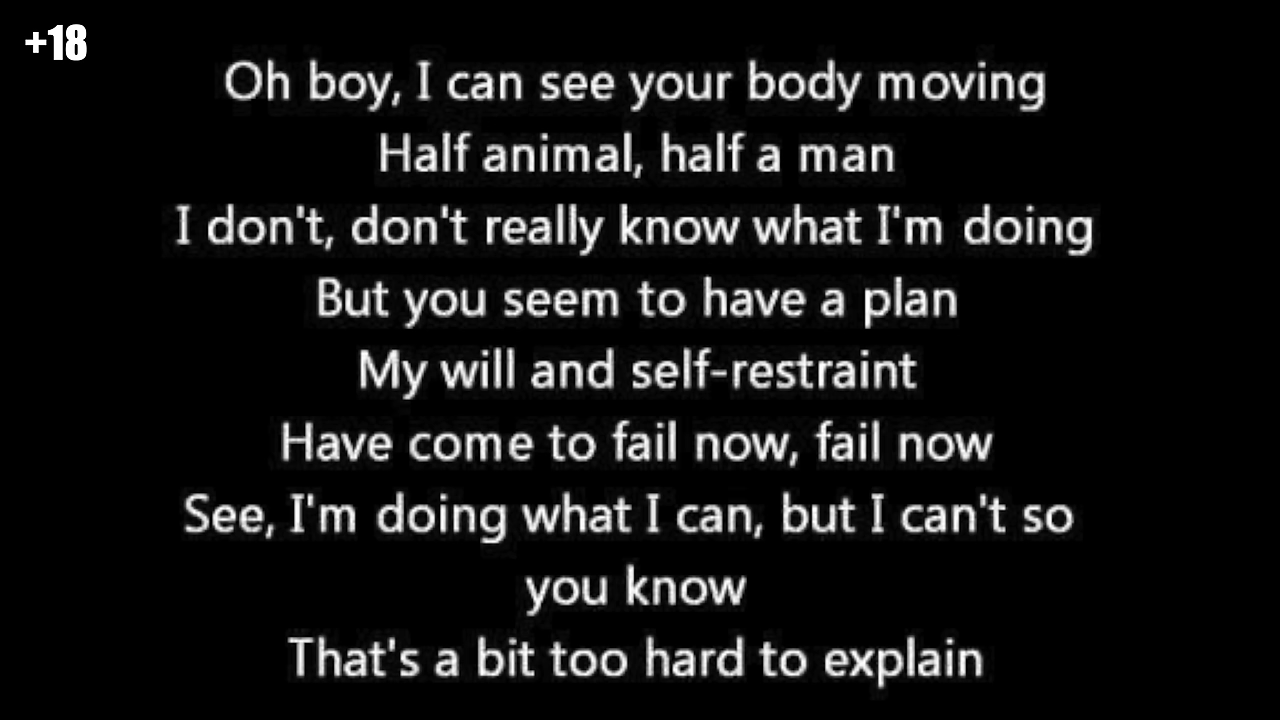 +18
Oh boy, I can see your body moving
Half animal, half a man
I don't, don't really know what I'm doing
But you seem to have a plan
My will and self-restraint
Have come to fail now, fail now
See, I'm doing what I can, but I can't so
you know
That's a bit too hard to explain